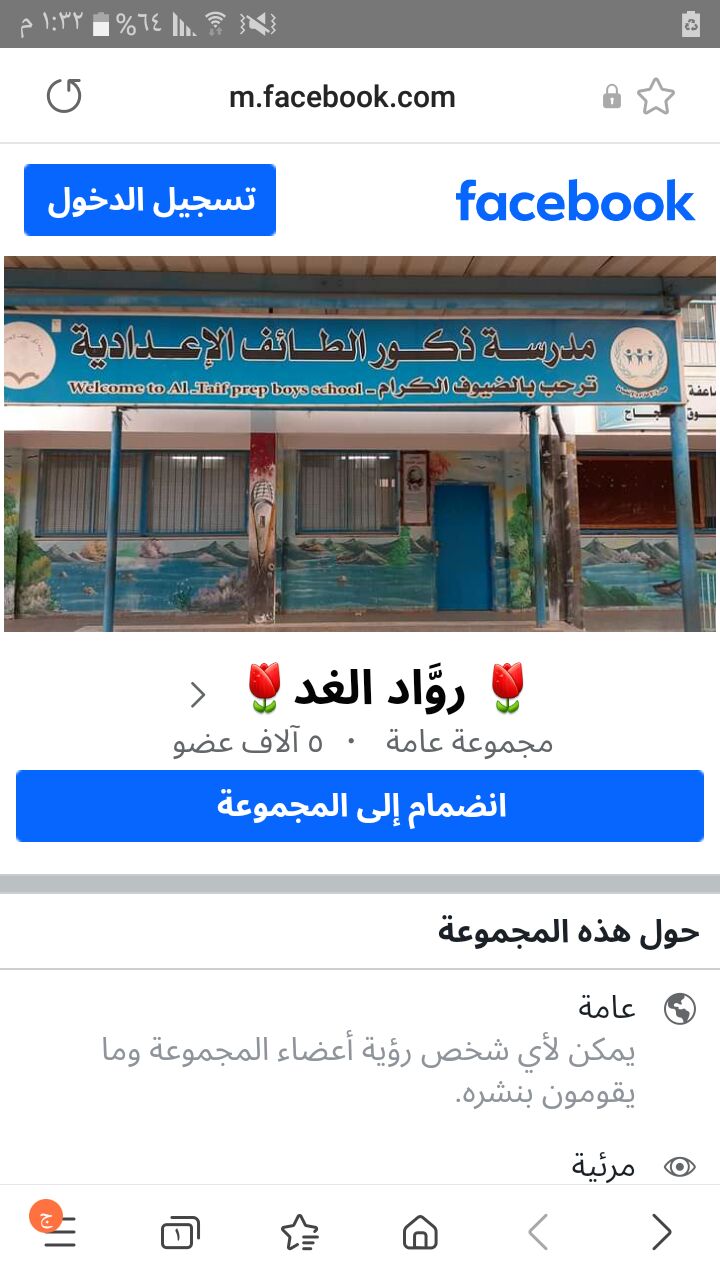 ١:٣٢ م
%٦٤
m.facebook.com
facebook
تسجيل الدخول
مدرسة ذكور الطائف الإعدادية
ترحب بالضيوف الكرام - Welcome to Al_Taif prep boys school
روَّاد الغد
مجموعة عامة • ٥ آلاف عضو
انضمام إلى المجموعة
حول هذه المجموعة
عامة
يمكن لأي شخص رؤية أعضاء المجموعة وما
يقومون بنشره.
مرئية
ج
١